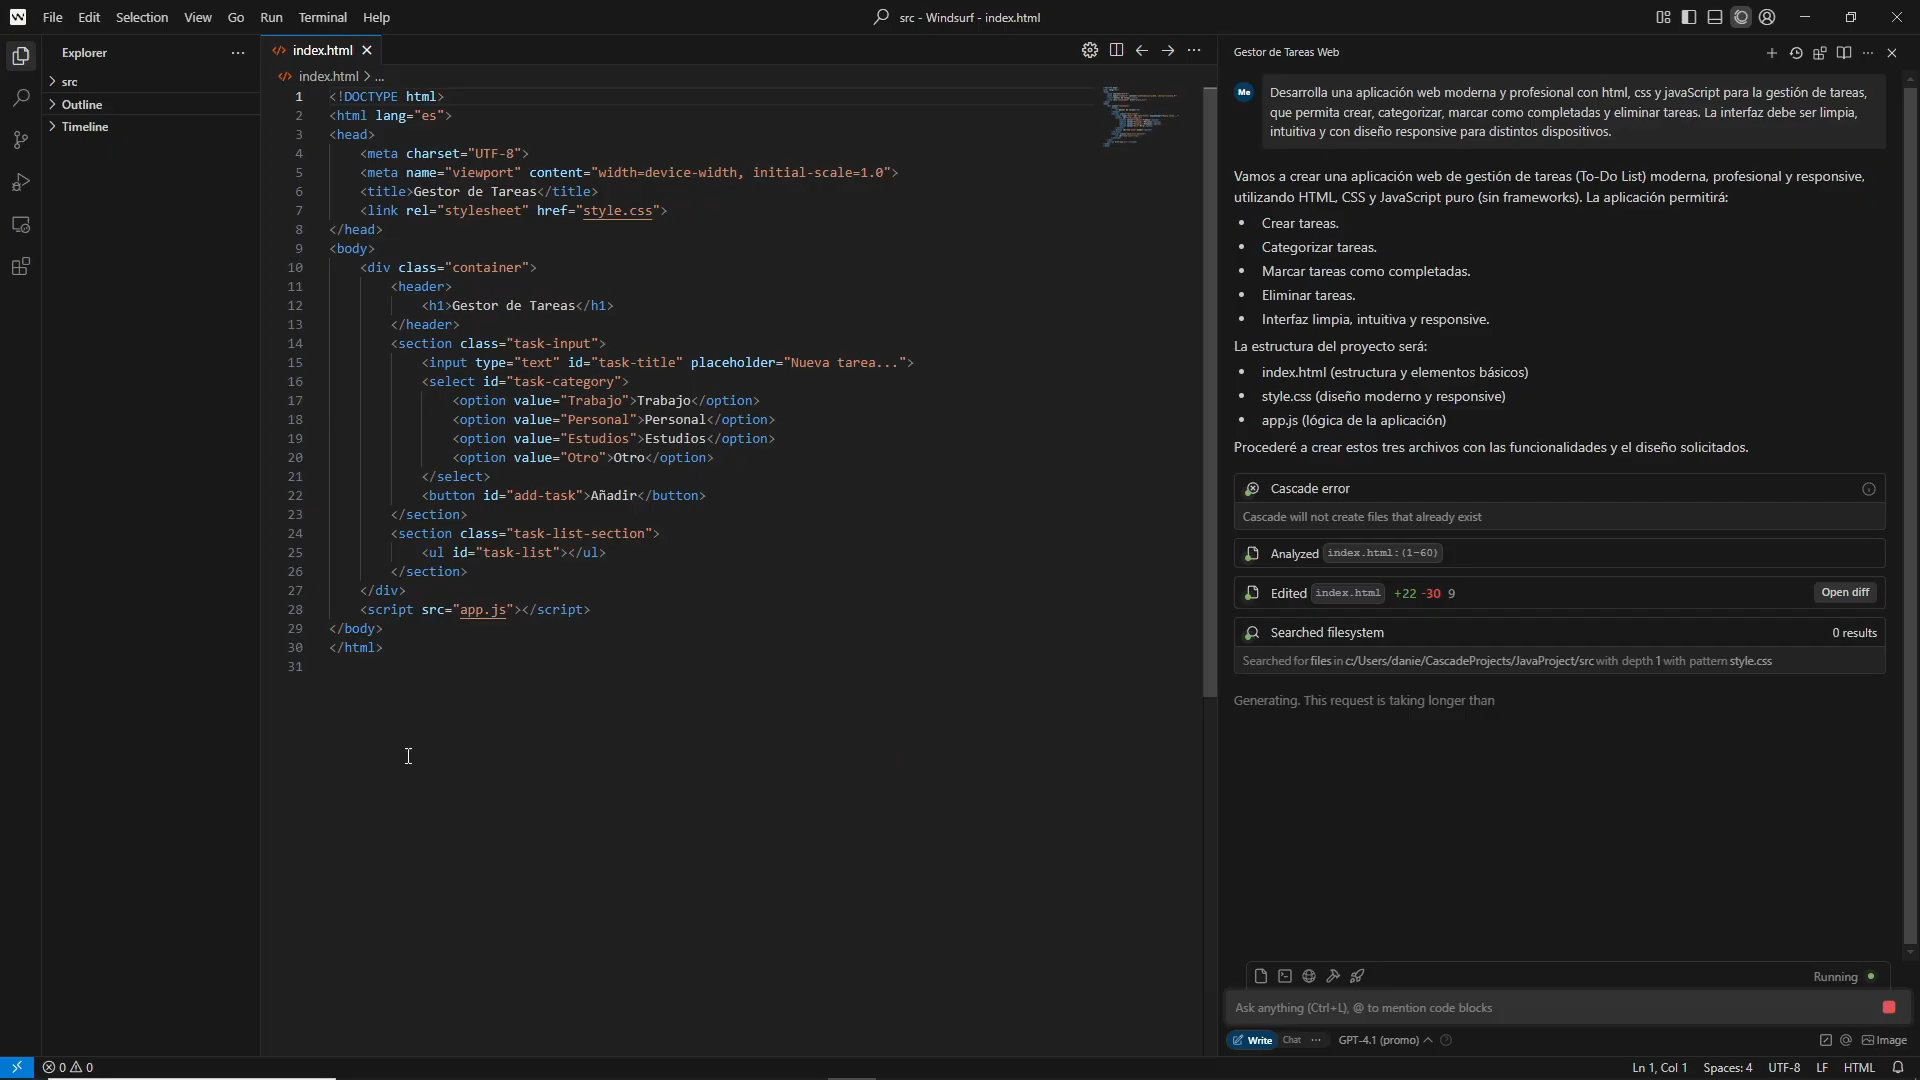 File Edit Selection View Go Run Terminal Help
src - Windsurf - index.html
Explorer
src
Outline
Timeline
index.html
index.html > ...
1 <!DOCTYPE html>
2 <html lang="es">
3 <head>
4 <meta charset="UTF-8">
5 <meta name="viewport" content="width=device-width, initial-scale=1.0">
6 <title>Gestor de Tareas</title>
7 <link rel="stylesheet" href="style.css">
8 </head>
9 <body>
10 <div class="container">
11 <header>
12 <h1>Gestor de Tareas</h1>
13 </header>
14 <section class="task-input">
15 <input type="text" id="task-title" placeholder="Nueva tarea...">
16 <select id="task-category">
17 <option value="Trabajo">Trabajo</option>
18 <option value="Personal">Personal</option>
19 <option value="Estudios">Estudios</option>
20 <option value="Otro">Otro</option>
21 </select>
22 <button id="add-task">Añadir</button>
23 </section>
24 <section class="task-list-section">
25 <ul id="task-list"></ul>
26 </section>
27 </div>
28 <script src="app.js"></script>
29 </body>
30 </html>
31
Gestor de Tareas Web
Me
Desarrolla una aplicación web moderna y profesional con html, css y javaScript para la gestión de tareas,
que permita crear, categorizar, marcar como completadas y eliminar tareas. La interfaz debe ser limpia,
intuitiva y con diseño responsive para distintos dispositivos.
Vamos a crear una aplicación web de gestión de tareas (To-Do List) moderna, profesional y responsive,
utilizando HTML, CSS y JavaScript puro (sin frameworks). La aplicación permitirá:
• Crear tareas.
• Categorizar tareas.
• Marcar tareas como completadas.
• Eliminar tareas.
• Interfaz limpia, intuitiva y responsive.
La estructura del proyecto será:
• index.html (estructura y elementos básicos)
• style.css (diseño moderno y responsive)
• app.js (lógica de la aplicación)
Procederé a crear estos tres archivos con las funcionalidades y el diseño solicitados.
Cascade error
Cascade will not create files that already exist
Analyzed index.html:(1-60)
Edited index.html +22 -30 9 Open diff
Searched filesystem 0 results
Searched for files in c:/Users/danie/CascadeProjects/JavaProject/src with depth 1 with pattern style.css
Generating. This request is taking longer than
Running
Ask anything (Ctrl+L), @ to mention code blocks
Write Chat ... GPT-4.1 (promo) Image
0 0
Ln 1, Col 1 Spaces: 4 UTF-8 LF HTML